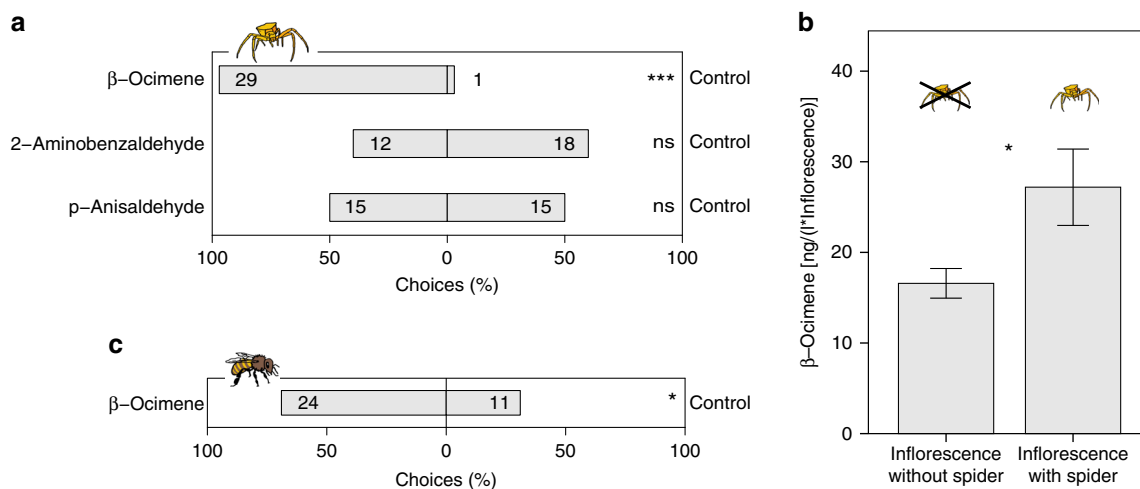 a
β–Ocimene 29 1 *** Control
2–Aminobenzaldehyde 12 18 ns Control
p–Anisaldehyde 15 15 ns Control
100 50 0 50 100
Choices (%)
c
β–Ocimene 24 11 * Control
100 50 0 50 100
Choices (%)
b
β–Ocimene [ng/(l*Inflorescence)]
40
30
20
10
0
*
Inflorescence
without spider
Inflorescence
with spider